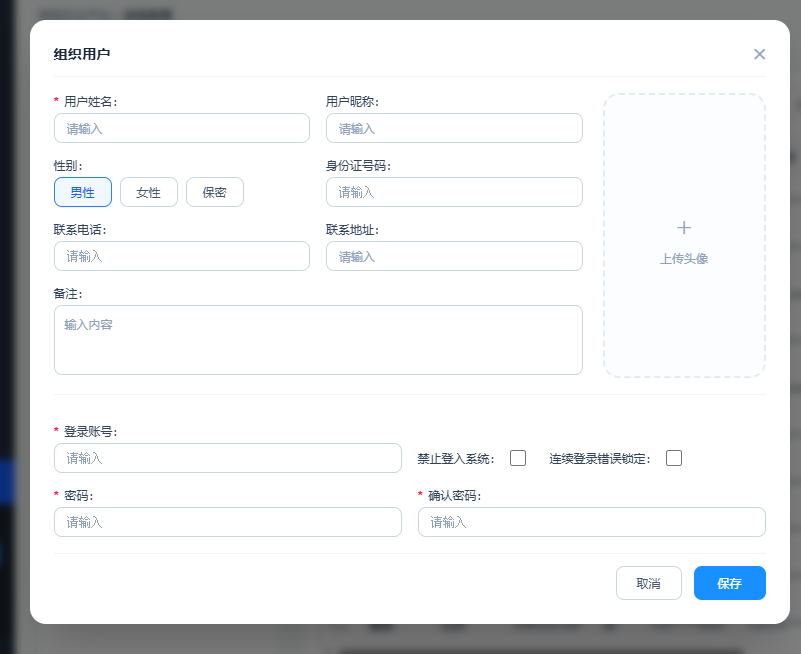 组织用户
* 用户姓名: 用户昵称:
请输入 请输入
性别: 身份证号码:
男性 女性 保密 请输入
联系电话: 联系地址:
请输入 请输入
上传头像
备注:
输入内容
* 登录账号:
请输入 禁止登入系统: 连续登录错误锁定:
* 密码: * 确认密码:
请输入 请输入
取消 保存